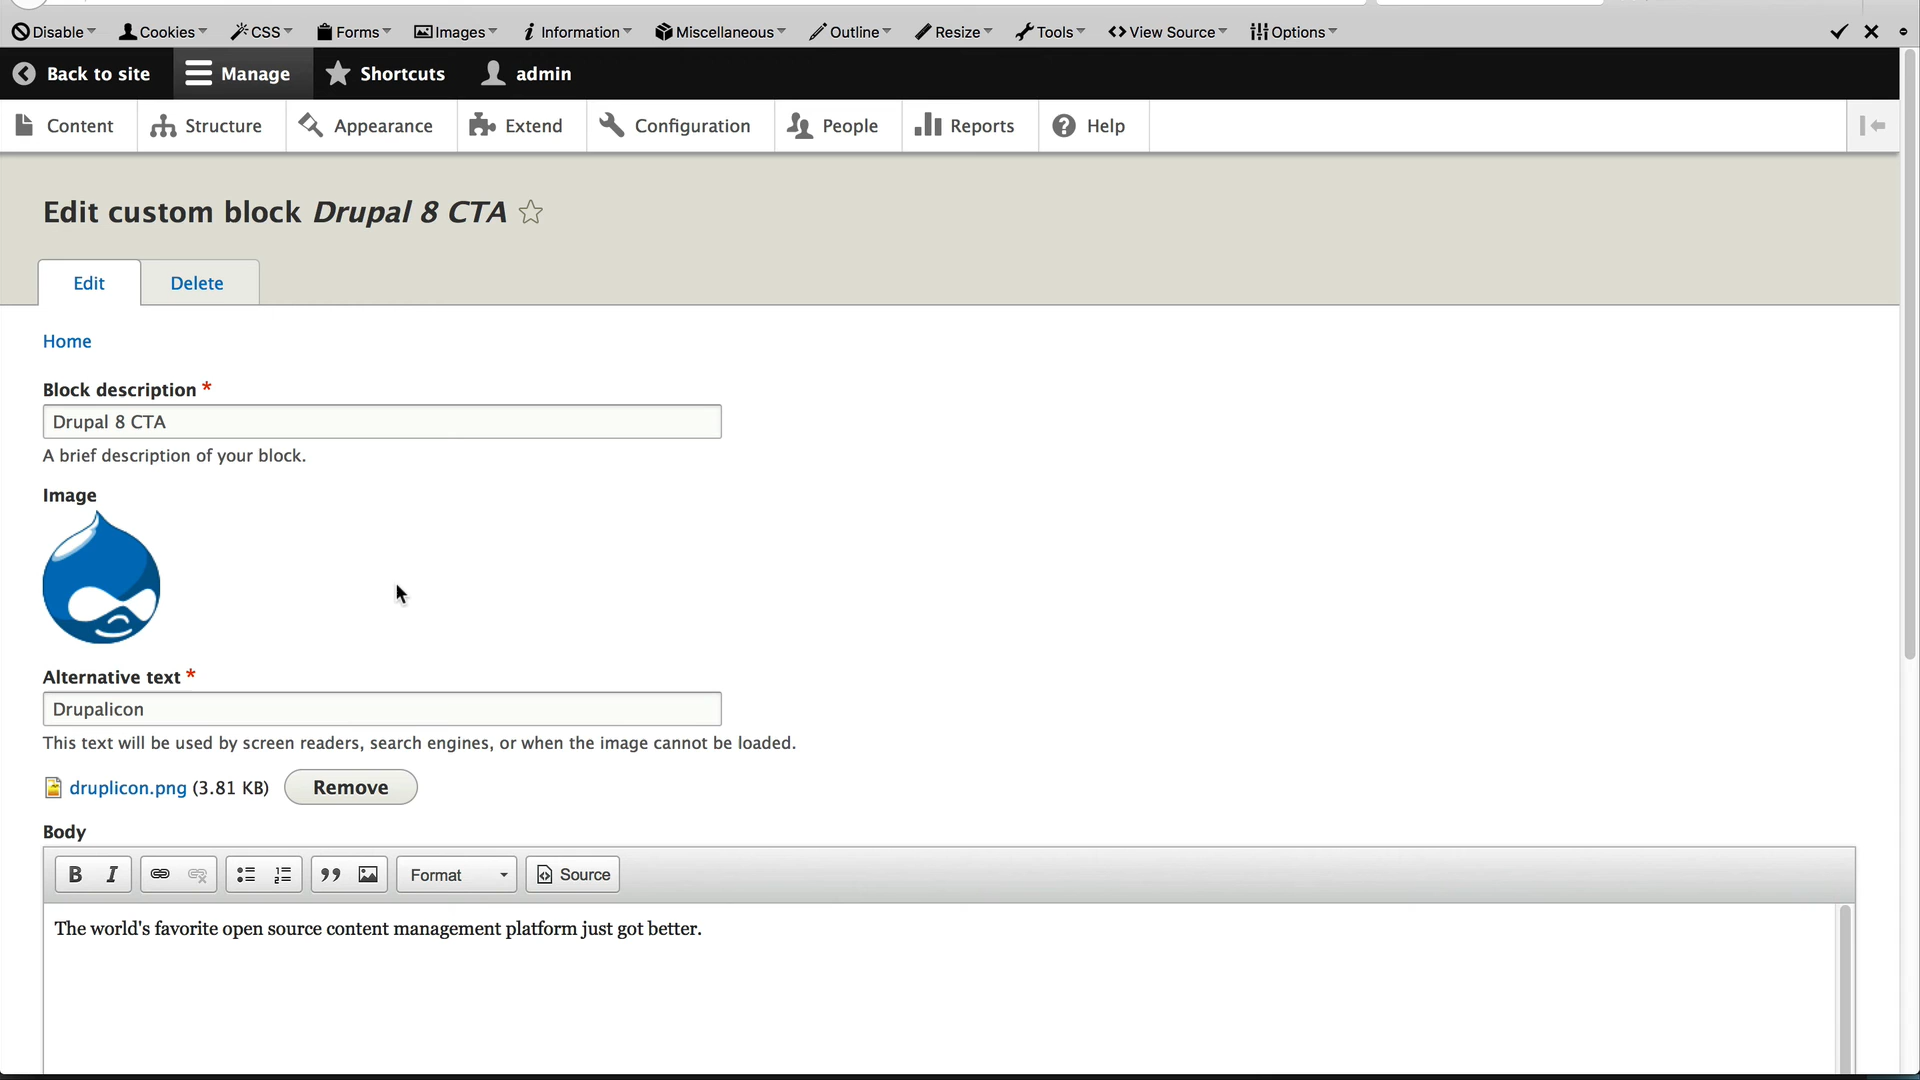 Disable Cookies CSS Forms Images Information Miscellaneous Outline Resize Tools View Source Options
Back to site Manage Shortcuts admin
Content Structure Appearance Extend Configuration People Reports Help
Edit custom block Drupal 8 CTA
Edit Delete
Home
Block description *
Drupal 8 CTA
A brief description of your block.
Image
Alternative text *
Drupalicon
This text will be used by screen readers, search engines, or when the image cannot be loaded.
druplicon.png (3.81 KB) Remove
Body
B I Format Source
The world's favorite open source content management platform just got better.